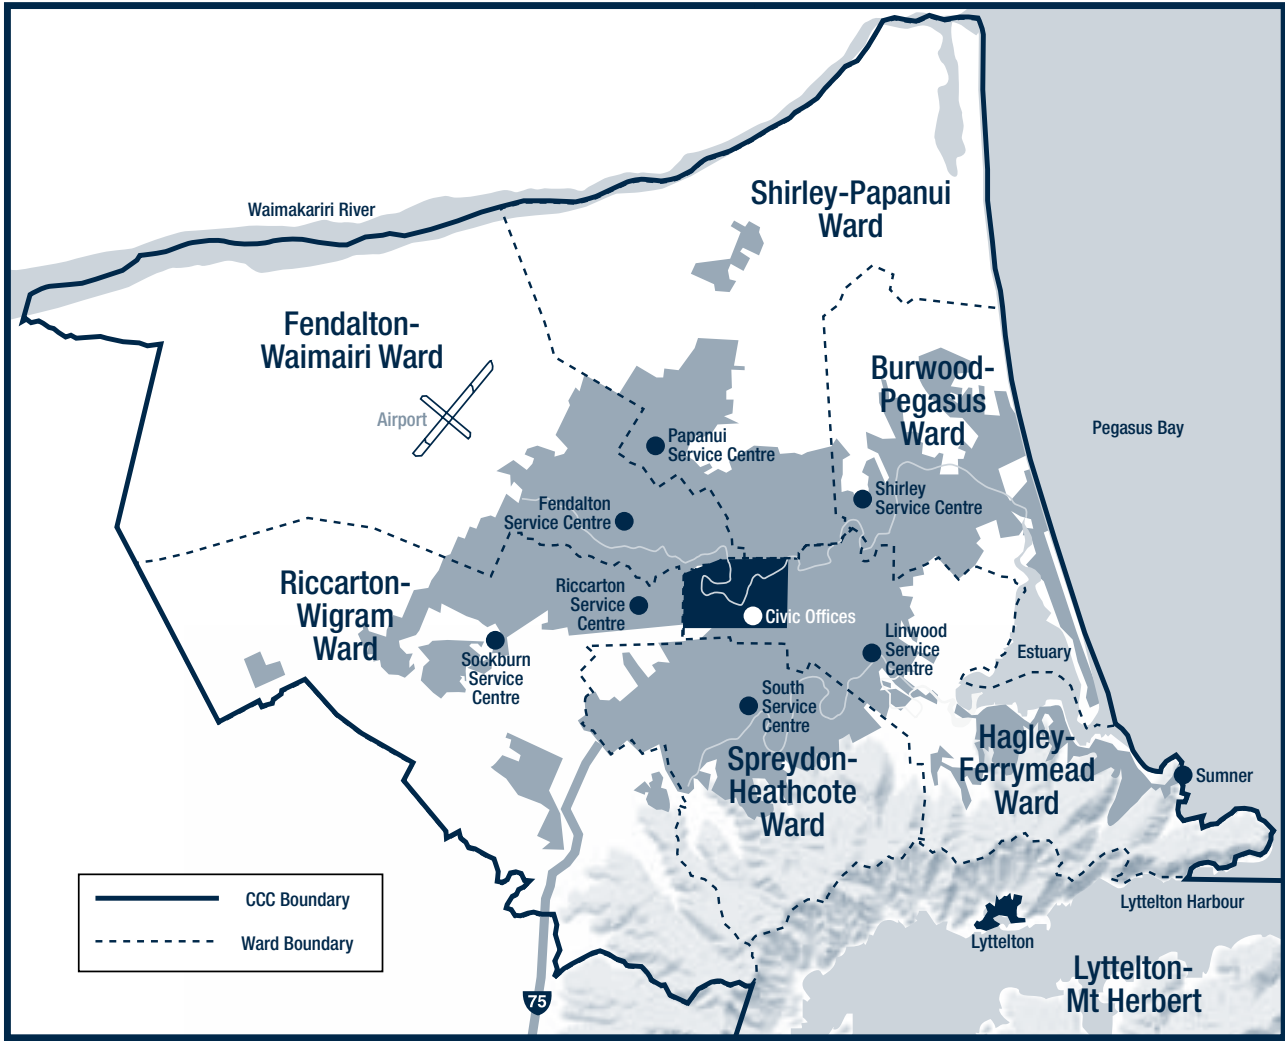 Shirley-Papanui
Ward
Waimakariri River
Fendalton-
Waimairi Ward
Airport
Burwood-
Pegasus
Ward
Pegasus Bay
Papanui
Service Centre
Shirley
Service Centre
Fendalton
Service Centre
Riccarton-
Wigram
Ward
Riccarton
Service
Centre
Civic Offices
Linwood
Service
Centre
Estuary
Sockburn
Service
Centre
South
Service
Centre
Hagley-
Ferrymead
Ward
Spreydon-
Heathcote
Ward
Sumner
CCC Boundary
Ward Boundary
Lyttelton Harbour
Lyttelton
Lyttelton-
Mt Herbert
75